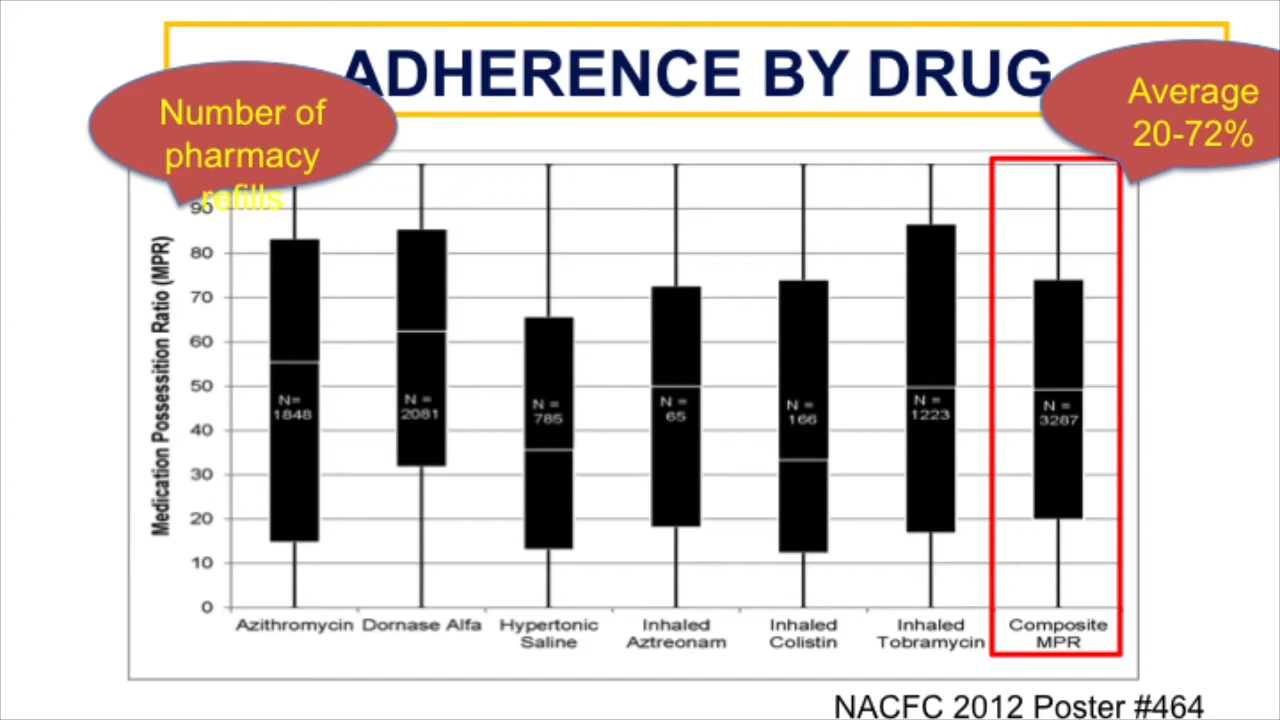 ADHERENCE BY DRUG
Number of
pharmacy
refills
Average
20-72%
Medication Possession Ratio (MPR)
90
80
70
60
50
40
30
20
10
0
N=
1848
N =
2081
N =
785
N =
65
N =
166
N =
1223
N =
3287
Azithromycin
Dornase Alfa
Hypertonic
Saline
Inhaled
Aztreonam
Inhaled
Colistin
Inhaled
Tobramycin
Composite
MPR
NACFC 2012 Poster #464